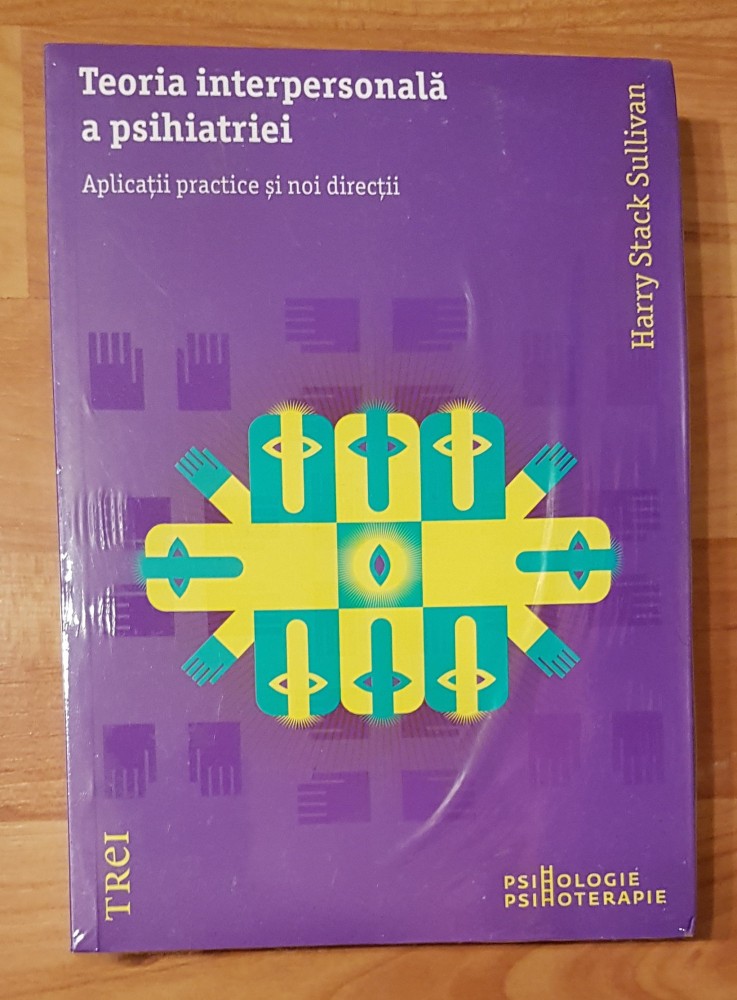 Teoria interpersonală
a psihiatriei
Aplicații practice și noi direcții
Harry Stack Sullivan
TREI
PSIHOLOGIE
PSIHOTERAPIE